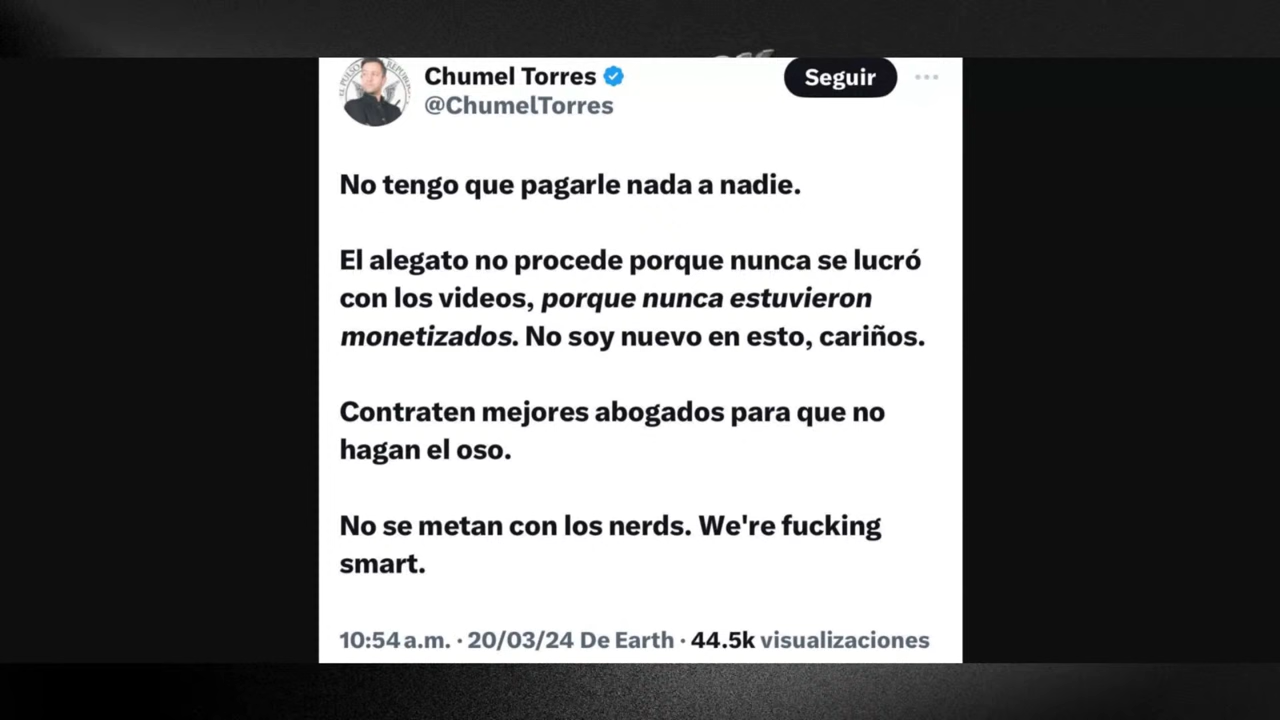 Chumel Torres
@ChumelTorres
Seguir
No tengo que pagarle nada a nadie.
El alegato no procede porque nunca se lucró
con los videos, porque nunca estuvieron
monetizados. No soy nuevo en esto, cariños.
Contraten mejores abogados para que no
hagan el oso.
No se metan con los nerds. We're fucking
smart.
10:54 a.m. · 20/03/24 De Earth · 44.5k visualizaciones